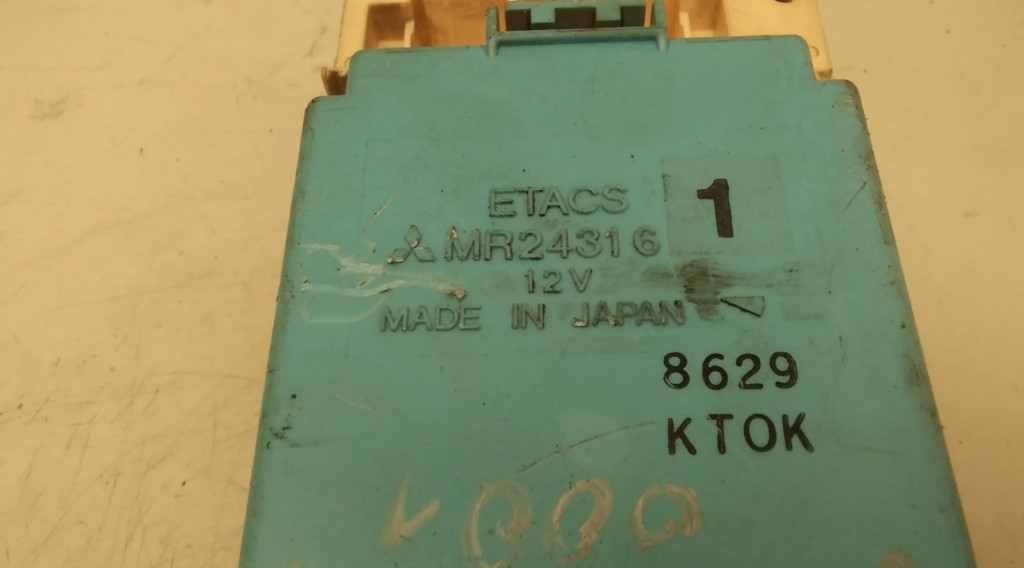 ETACS
MR24316 1
12V
MADE IN JAPAN
8629
KTOK